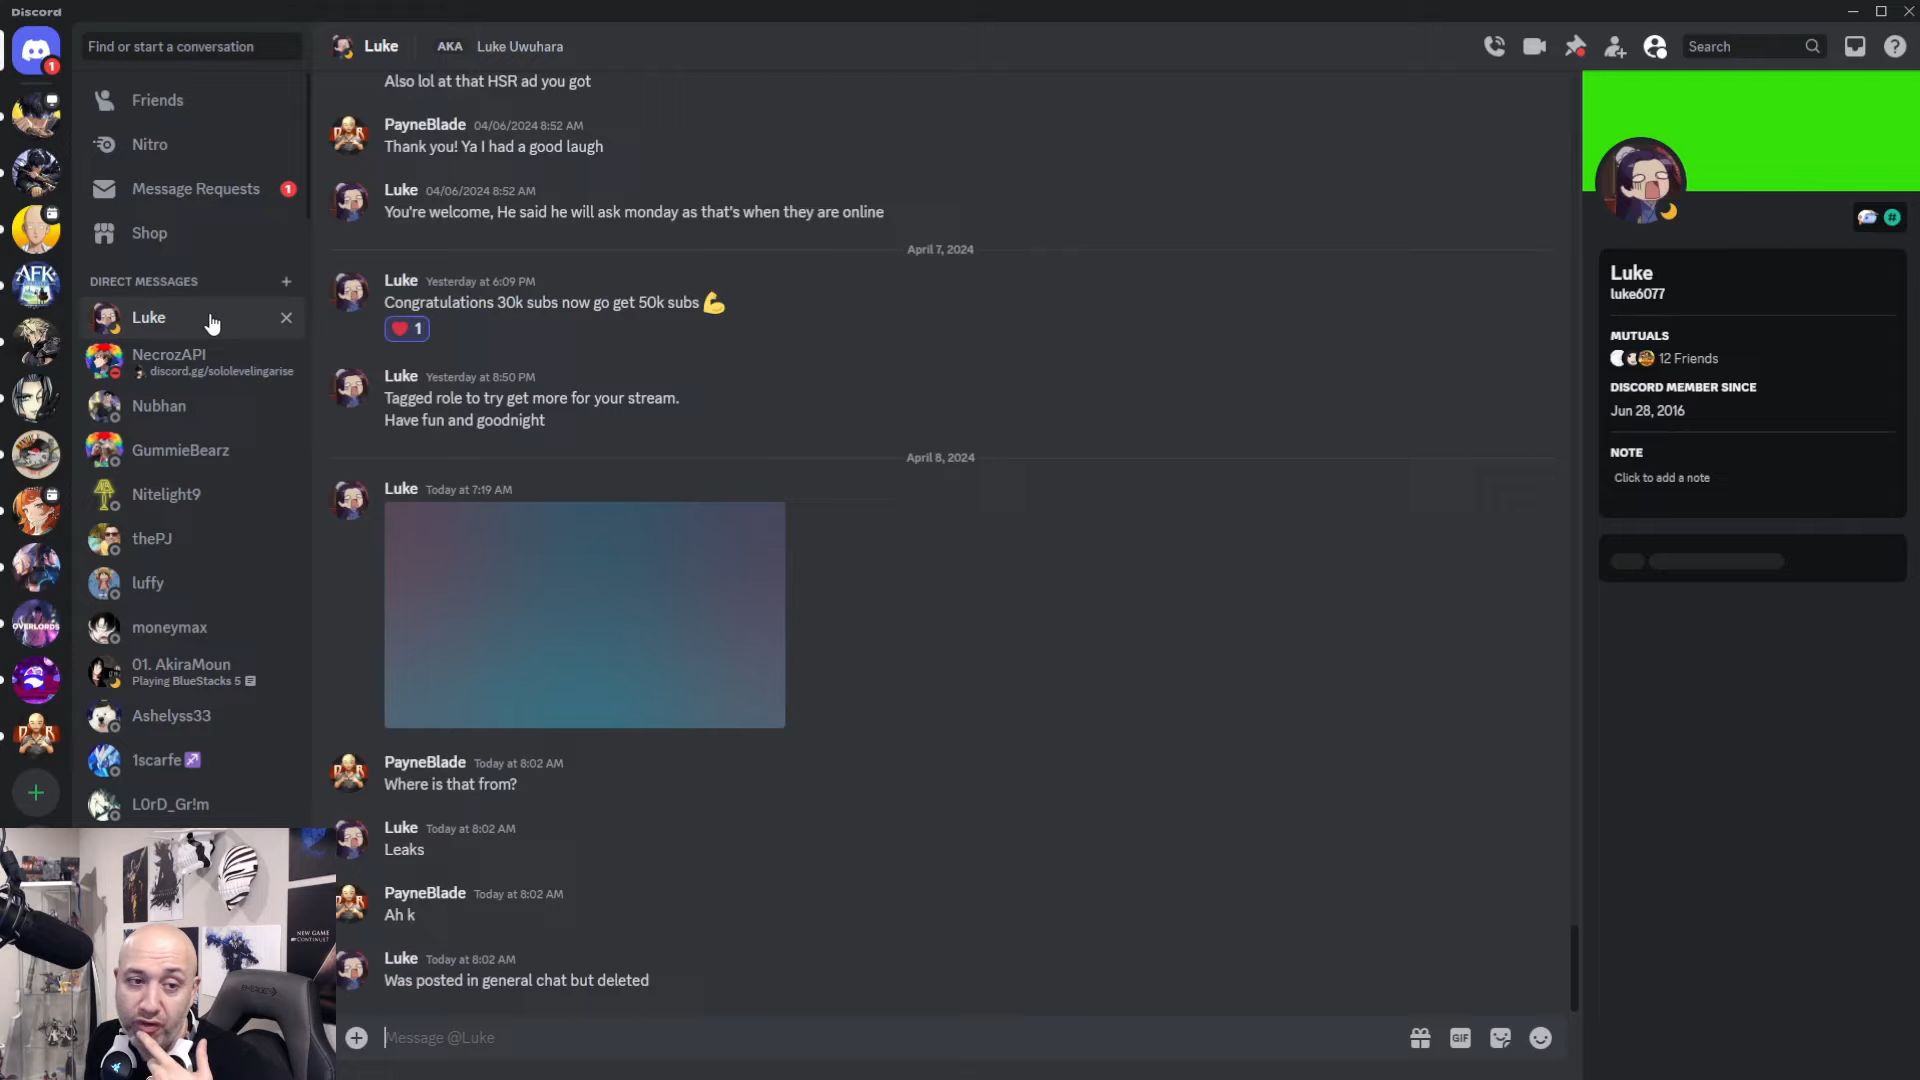 Discord
Find or start a conversation
Luke
AKA
Luke Uwuhara
Search
1
Friends
Nitro
Message Requests
1
Shop
DIRECT MESSAGES
Luke
NecrozAPI
discord.gg/sololevelingarise
Nubhan
GummieBearz
Nitelight9
thePJ
luffy
moneymax
01. AkiraMoun
Playing BlueStacks 5
Ashelyss33
1scarfe
L0rD_Gr!m
AFK
OVERLORDS
Also lol at that HSR ad you got
PayneBlade 04/06/2024 8:52 AM
Thank you! Ya I had a good laugh
Luke 04/06/2024 8:52 AM
You're welcome, He said he will ask monday as that's when they are online
April 7, 2024
Luke Yesterday at 6:09 PM
Congratulations 30k subs now go get 50k subs 💪
❤️ 1
Luke Yesterday at 8:50 PM
Tagged role to try get more for your stream.
Have fun and goodnight
April 8, 2024
Luke Today at 7:19 AM
PayneBlade Today at 8:02 AM
Where is that from?
Luke Today at 8:02 AM
Leaks
PayneBlade Today at 8:02 AM
Ah k
Luke Today at 8:02 AM
Was posted in general chat but deleted
Message @Luke
GIF
Luke
luke6077
MUTUALS
12 Friends
DISCORD MEMBER SINCE
Jun 28, 2016
NOTE
Click to add a note
NEW GAME
CONTINUE